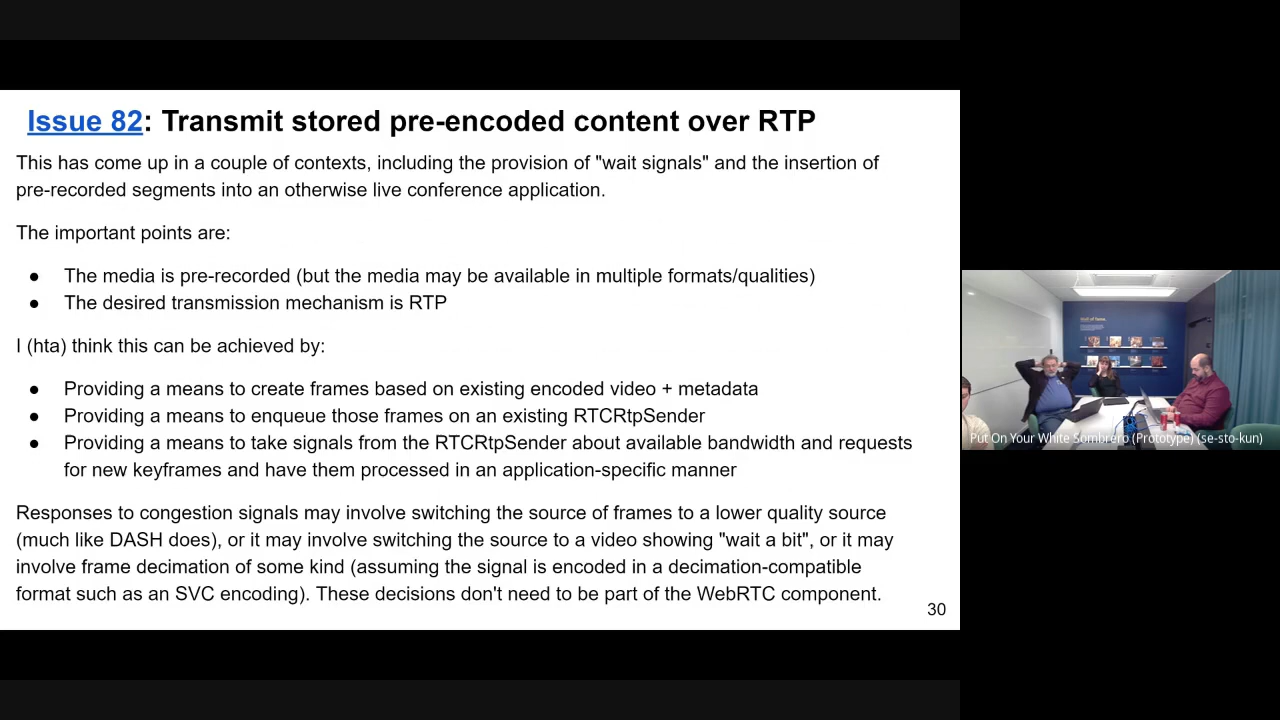 Issue 82: Transmit stored pre-encoded content over RTP
This has come up in a couple of contexts, including the provision of "wait signals" and the insertion of
pre-recorded segments into an otherwise live conference application.
The important points are:
● The media is pre-recorded (but the media may be available in multiple formats/qualities)
● The desired transmission mechanism is RTP
I (hta) think this can be achieved by:
● Providing a means to create frames based on existing encoded video + metadata
● Providing a means to enqueue those frames on an existing RTCRtpSender
● Providing a means to take signals from the RTCRtpSender about available bandwidth and requests
for new keyframes and have them processed in an application-specific manner
Responses to congestion signals may involve switching the source of frames to a lower quality source
(much like DASH does), or it may involve switching the source to a video showing "wait a bit", or it may
involve frame decimation of some kind (assuming the signal is encoded in a decimation-compatible
format such as an SVC encoding). These decisions don't need to be part of the WebRTC component.
30
Put On Your White Sombrero (Prototype) (se-sto-kun)